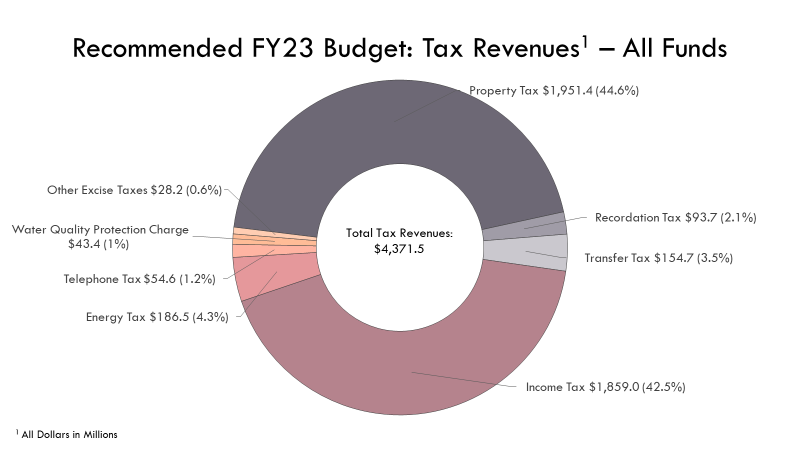 Recommended FY23 Budget: Tax Revenues¹ – All Funds
Property Tax $1,951.4 (44.6%)
Other Excise Taxes $28.2 (0.6%)
Recordation Tax $93.7 (2.1%)
Water Quality Protection Charge
$43.4 (1%)
Total Tax Revenues:
$4,371.5
Transfer Tax $154.7 (3.5%)
Telephone Tax $54.6 (1.2%)
Energy Tax $186.5 (4.3%)
Income Tax $1,859.0 (42.5%)
¹ All Dollars in Millions